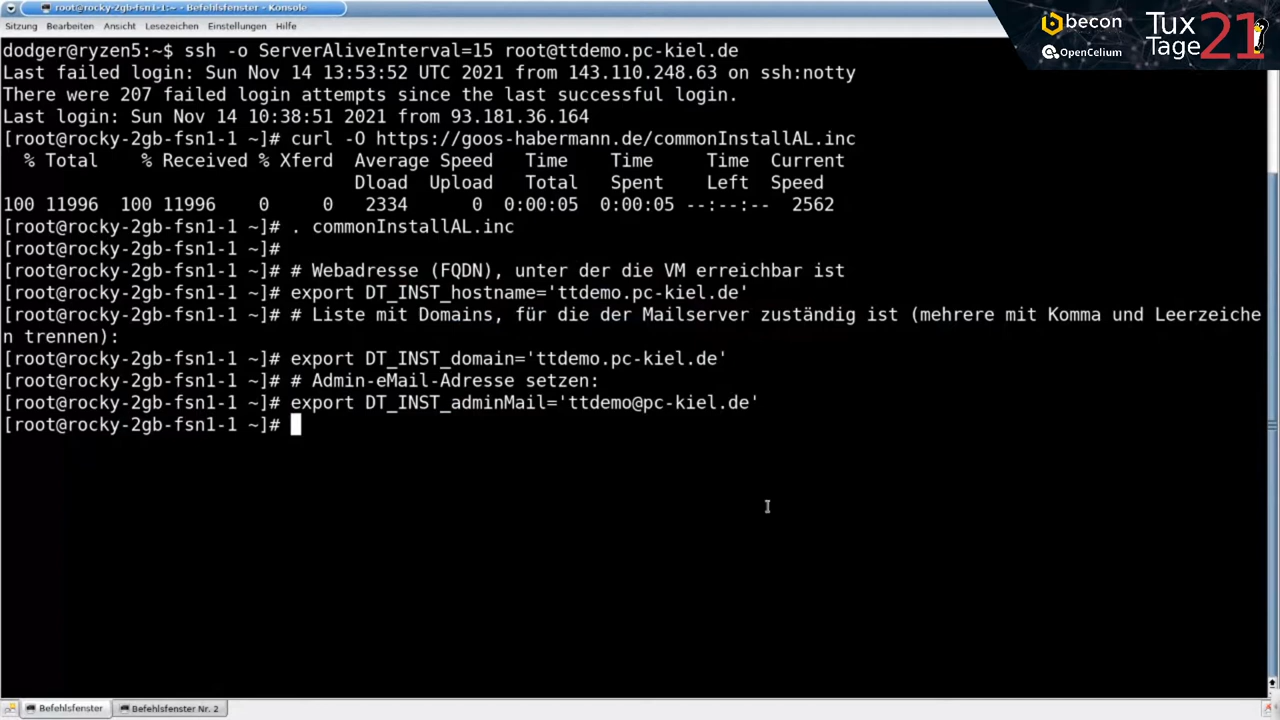 root@rocky-2gb-fsn1-1:~ - Befehlsfenster - Konsole
Sitzung Bearbeiten Ansicht Lesezeichen Einstellungen Hilfe
becon
OpenCelium
Tux
Tage
21
dodger@ryzen5:~$ ssh -o ServerAliveInterval=15 root@ttdemo.pc-kiel.de
Last failed login: Sun Nov 14 13:53:52 UTC 2021 from 143.110.248.63 on ssh:notty
There were 207 failed login attempts since the last successful login.
Last login: Sun Nov 14 10:38:51 2021 from 93.181.36.164
[root@rocky-2gb-fsn1-1 ~]# curl -O https://goos-habermann.de/commonInstallAL.inc
% Total % Received % Xferd Average Speed Time Time Time Current
Dload Upload Total Spent Left Speed
100 11996 100 11996 0 0 2334 0 0:00:05 0:00:05 --:--:-- 2562
[root@rocky-2gb-fsn1-1 ~]# . commonInstallAL.inc
[root@rocky-2gb-fsn1-1 ~]#
[root@rocky-2gb-fsn1-1 ~]# # Webadresse (FQDN), unter der die VM erreichbar ist
[root@rocky-2gb-fsn1-1 ~]# export DT_INST_hostname='ttdemo.pc-kiel.de'
[root@rocky-2gb-fsn1-1 ~]# # Liste mit Domains, für die der Mailserver zuständig ist (mehrere mit Komma und Leerzeiche
n trennen):
[root@rocky-2gb-fsn1-1 ~]# export DT_INST_domain='ttdemo.pc-kiel.de'
[root@rocky-2gb-fsn1-1 ~]# # Admin-eMail-Adresse setzen:
[root@rocky-2gb-fsn1-1 ~]# export DT_INST_adminMail='ttdemo@pc-kiel.de'
[root@rocky-2gb-fsn1-1 ~]#
Befehlsfenster Befehlsfenster Nr. 2